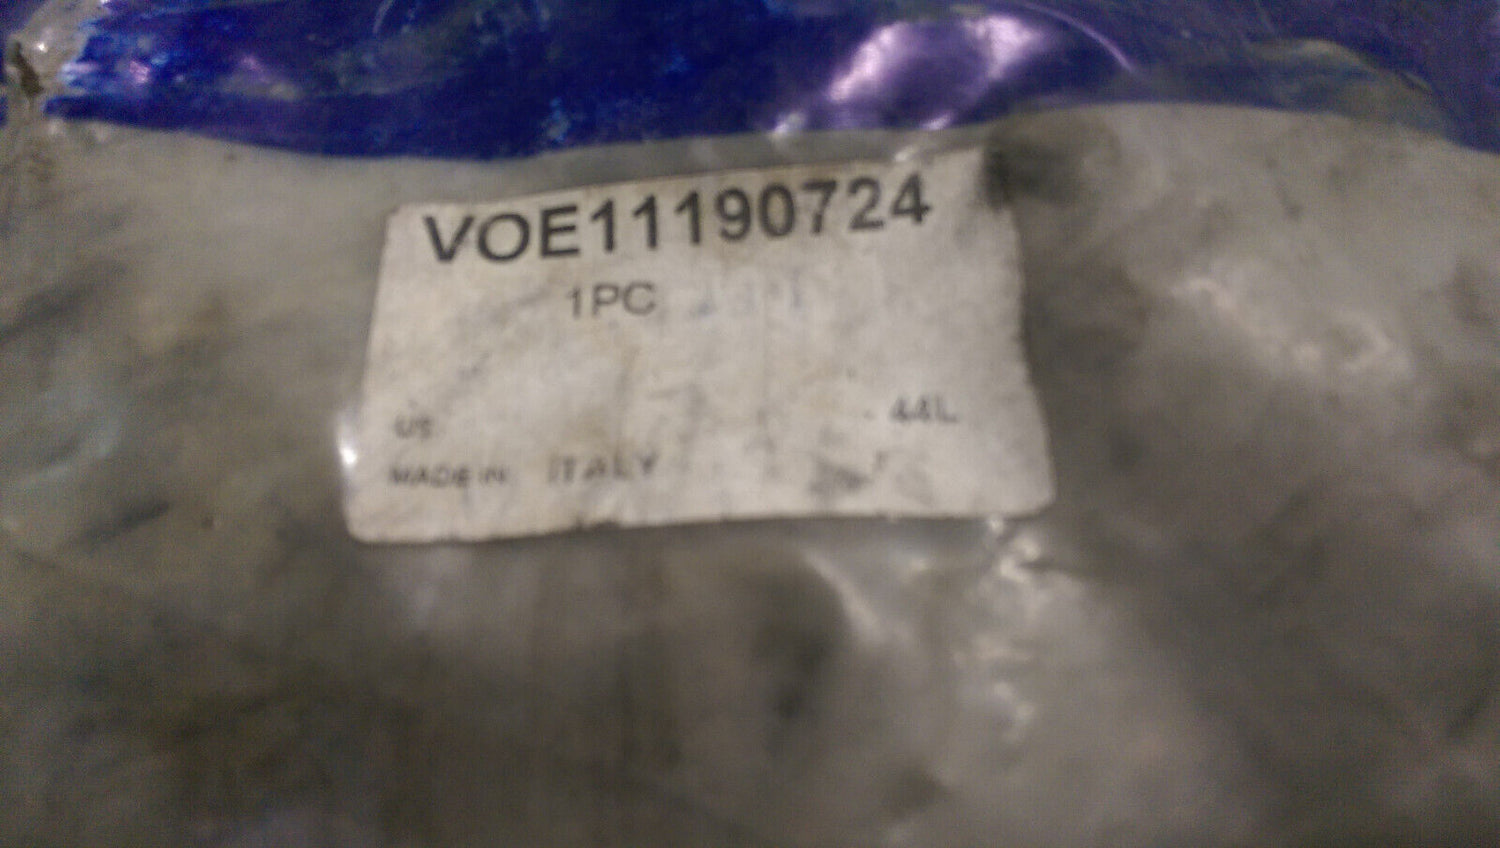 VOE11190724
1PC
US
44L
MADE IN ITALY